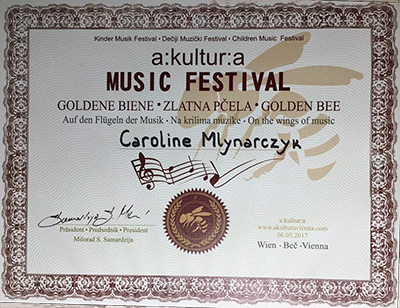 Kinder Musik Festival • Dečiji Muzički Festival • Children Music Festival
a:kultur:a
MUSIC FESTIVAL
GOLDENE BIENE • ZLATNA PČELA • GOLDEN BEE
Auf den Flügeln der Musik • Na krilima muzike • On the wings of music
Caroline Mlynarczyk
Präsident • Predsednik • President
Milorad S. Samardzija
a:kultur:a
www.akulturavienna.com
06.05.2017
Wien • Beč • Vienna